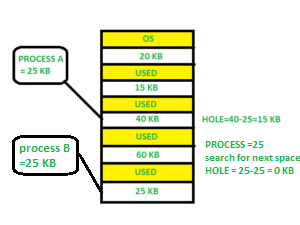 OS
20 KB
PROCESS A
= 25 KB
USED
15 KB
USED
40 KB
HOLE=40-25=15 KB
USED
process B
=25 KB
60 KB
PROCESS =25
search for next space
HOLE = 25-25 = 0 KB
USED
25 KB